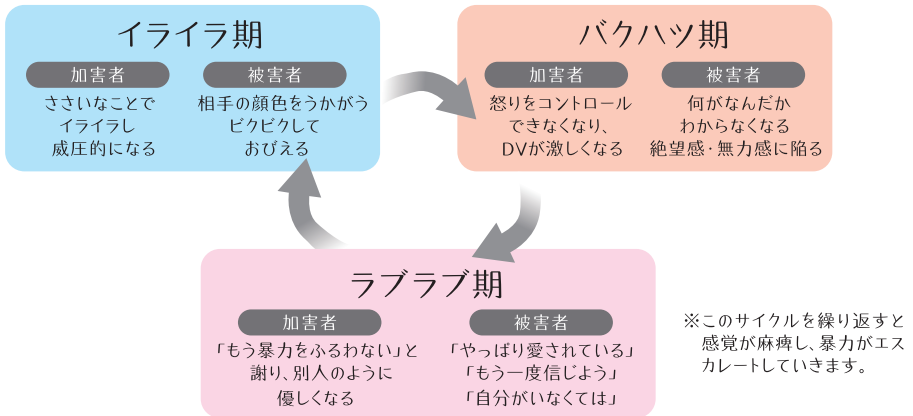 イライラ期
加害者
ささいなことで
イライラし
威圧的になる
被害者
相手の顔色をうかがう
ビクビクして
おびえる
バクハツ期
加害者
怒りをコントロール
できなくなり、
DVが激しくなる
被害者
何がなんだか
わからなくなる
絶望感・無力感に陥る
ラブラブ期
加害者
「もう暴力をふるわない」と
謝り、別人のように
優しくなる
被害者
「やっぱり愛されている」
「もう一度信じよう」
「自分がいなくては」
※このサイクルを繰り返すと
感覚が麻痺し、暴力がエス
カレートしていきます。